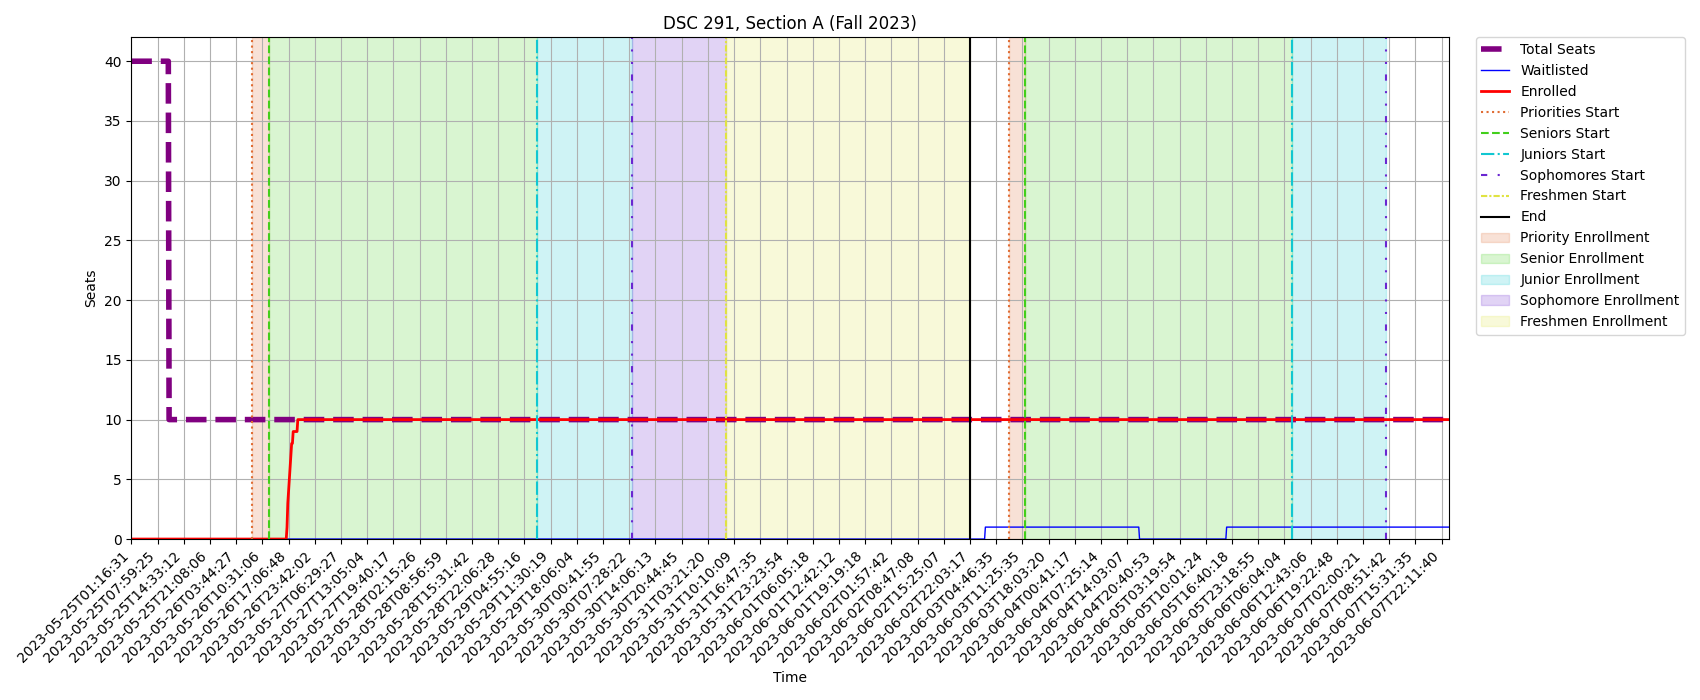 DSC 291, Section A (Fall 2023)
Seats
40
35
30
25
20
15
10
5
0
2023-05-25T01:16:31
2023-05-25T07:59:25
2023-05-25T14:33:12
2023-05-25T21:08:06
2023-05-26T03:44:27
2023-05-26T10:31:06
2023-05-26T17:06:48
2023-05-26T23:42:02
2023-05-27T06:29:27
2023-05-27T13:05:04
2023-05-27T19:40:17
2023-05-28T02:15:26
2023-05-28T08:56:59
2023-05-28T15:31:42
2023-05-28T22:06:28
2023-05-29T04:55:16
2023-05-29T11:30:19
2023-05-29T18:06:04
2023-05-30T00:41:55
2023-05-30T07:28:22
2023-05-30T14:06:13
2023-05-30T20:44:45
2023-05-31T03:21:20
2023-05-31T10:10:09
2023-05-31T16:47:35
2023-05-31T23:23:54
2023-06-01T06:05:18
2023-06-01T12:42:12
2023-06-01T19:19:18
2023-06-02T01:57:42
2023-06-02T08:47:08
2023-06-02T15:25:07
2023-06-02T22:03:17
2023-06-03T04:46:35
2023-06-03T11:25:35
2023-06-03T18:03:20
2023-06-04T00:41:17
2023-06-04T07:25:14
2023-06-04T14:03:07
2023-06-04T20:40:53
2023-06-05T03:19:54
2023-06-05T10:01:24
2023-06-05T16:40:18
2023-06-05T23:18:55
2023-06-06T06:04:04
2023-06-06T12:43:06
2023-06-06T19:22:48
2023-06-07T02:00:21
2023-06-07T08:51:42
2023-06-07T15:31:35
2023-06-07T22:11:40
Time
Total Seats
Waitlisted
Enrolled
Priorities Start
Seniors Start
Juniors Start
Sophomores Start
Freshmen Start
End
Priority Enrollment
Senior Enrollment
Junior Enrollment
Sophomore Enrollment
Freshmen Enrollment